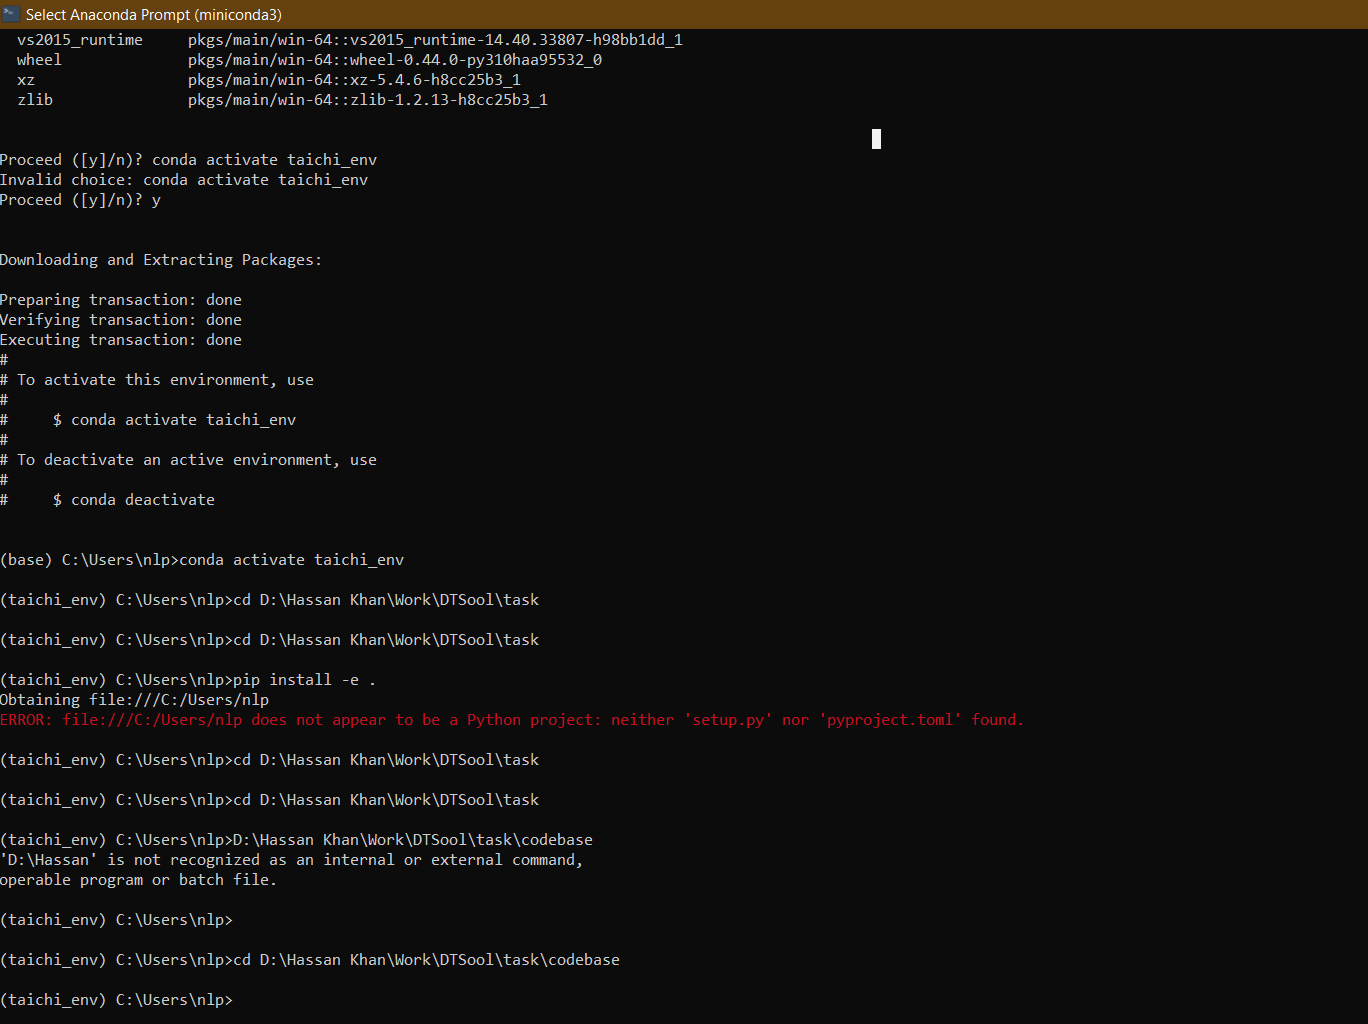 Select Anaconda Prompt (miniconda3)
vs2015_runtime     pkgs/main/win-64::vs2015_runtime-14.40.33807-h98bb1dd_1
wheel              pkgs/main/win-64::wheel-0.44.0-py310haa95532_0
xz                 pkgs/main/win-64::xz-5.4.6-h8cc25b3_1
zlib               pkgs/main/win-64::zlib-1.2.13-h8cc25b3_1
Proceed ([y]/n)? conda activate taichi_env
Invalid choice: conda activate taichi_env
Proceed ([y]/n)? y
Downloading and Extracting Packages:
Preparing transaction: done
Verifying transaction: done
Executing transaction: done
#
# To activate this environment, use
#
#     $ conda activate taichi_env
#
# To deactivate an active environment, use
#
#     $ conda deactivate
(base) C:\Users\nlp>conda activate taichi_env
(taichi_env) C:\Users\nlp>cd D:\Hassan Khan\Work\DTSool\task
(taichi_env) C:\Users\nlp>cd D:\Hassan Khan\Work\DTSool\task
(taichi_env) C:\Users\nlp>pip install -e .
Obtaining file:///C:/Users/nlp
ERROR: file:///C:/Users/nlp does not appear to be a Python project: neither 'setup.py' nor 'pyproject.toml' found.
(taichi_env) C:\Users\nlp>cd D:\Hassan Khan\Work\DTSool\task
(taichi_env) C:\Users\nlp>cd D:\Hassan Khan\Work\DTSool\task
(taichi_env) C:\Users\nlp>D:\Hassan Khan\Work\DTSool\task\codebase
'D:\Hassan' is not recognized as an internal or external command,
operable program or batch file.
(taichi_env) C:\Users\nlp>
(taichi_env) C:\Users\nlp>cd D:\Hassan Khan\Work\DTSool\task\codebase
(taichi_env) C:\Users\nlp>